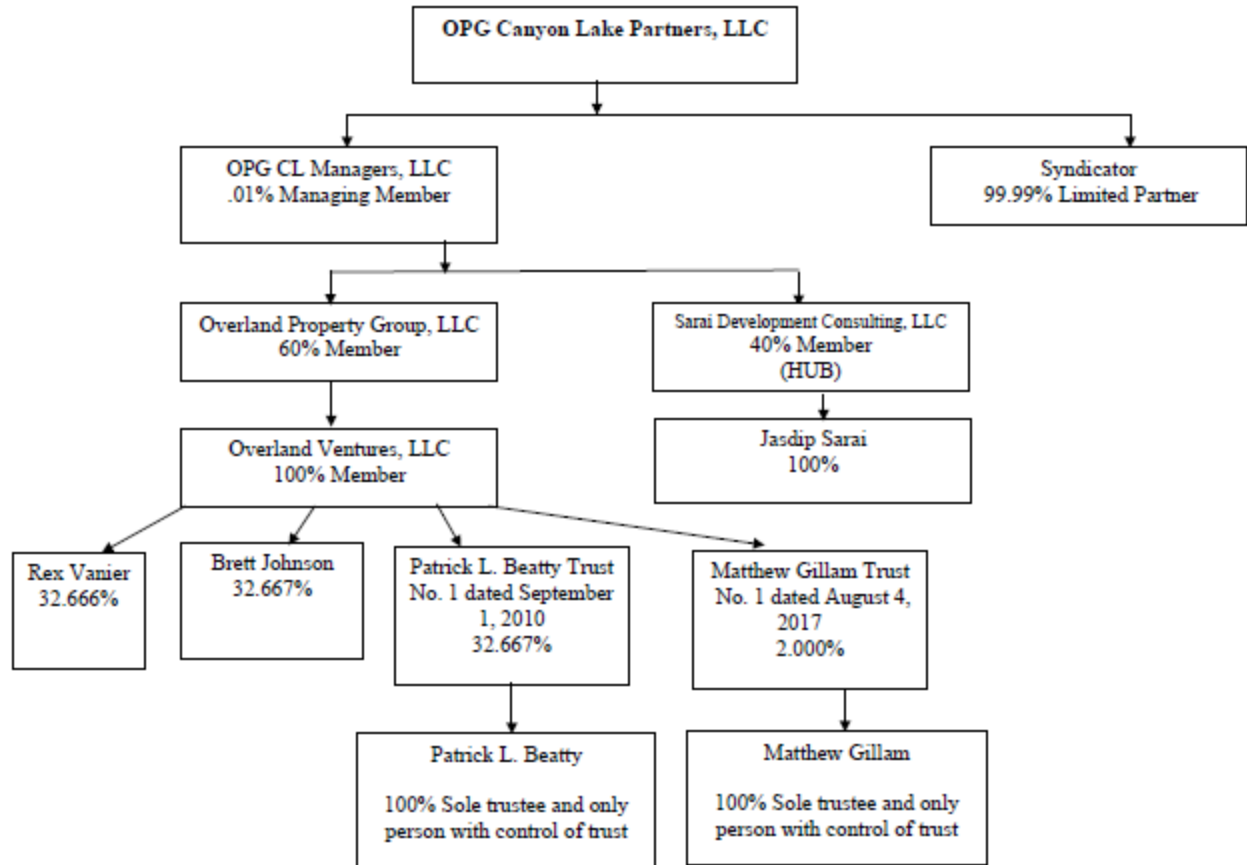 OPG Canyon Lake Partners, LLC
OPG CL Managers, LLC
.01% Managing Member
Syndicator
99.99% Limited Partner
Overland Property Group, LLC
60% Member
Sarai Development Consulting, LLC
40% Member
(HUB)
Overland Ventures, LLC
100% Member
Jasdip Sarai
100%
Rex Vanier
32.666%
Brett Johnson
32.667%
Patrick L. Beatty Trust
No. 1 dated September
1, 2010
32.667%
Matthew Gillam Trust
No. 1 dated August 4,
2017
2.000%
Patrick L. Beatty
100% Sole trustee and only
person with control of trust
Matthew Gillam
100% Sole trustee and only
person with control of trust